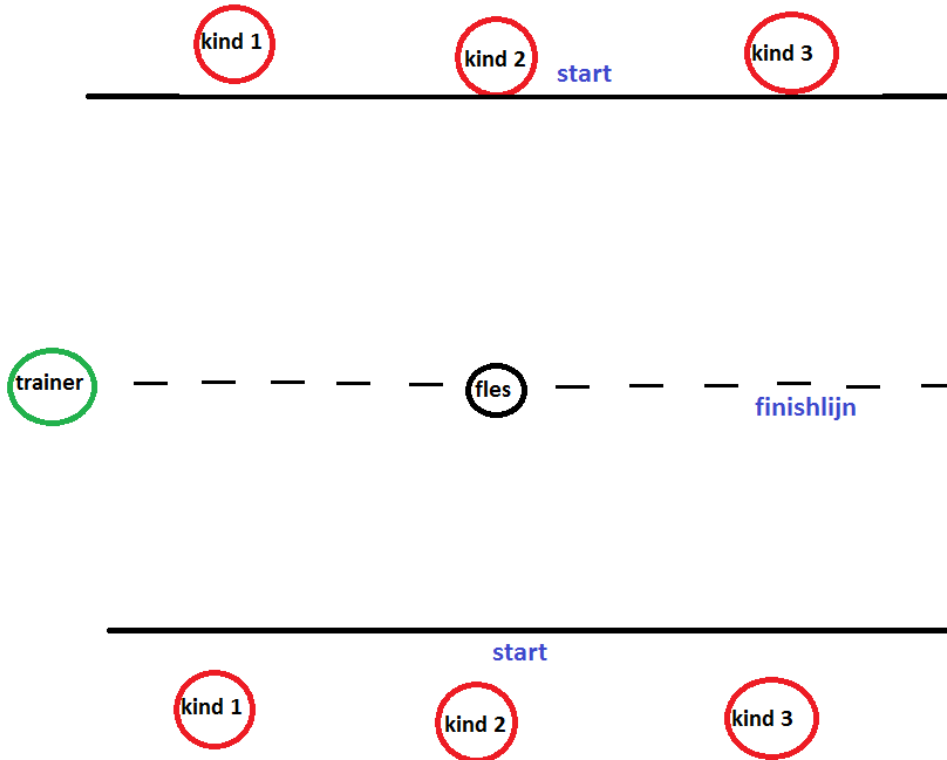 kind 1
kind 2
kind 3
start
trainer
fles
finishlijn
start
kind 1
kind 2
kind 3